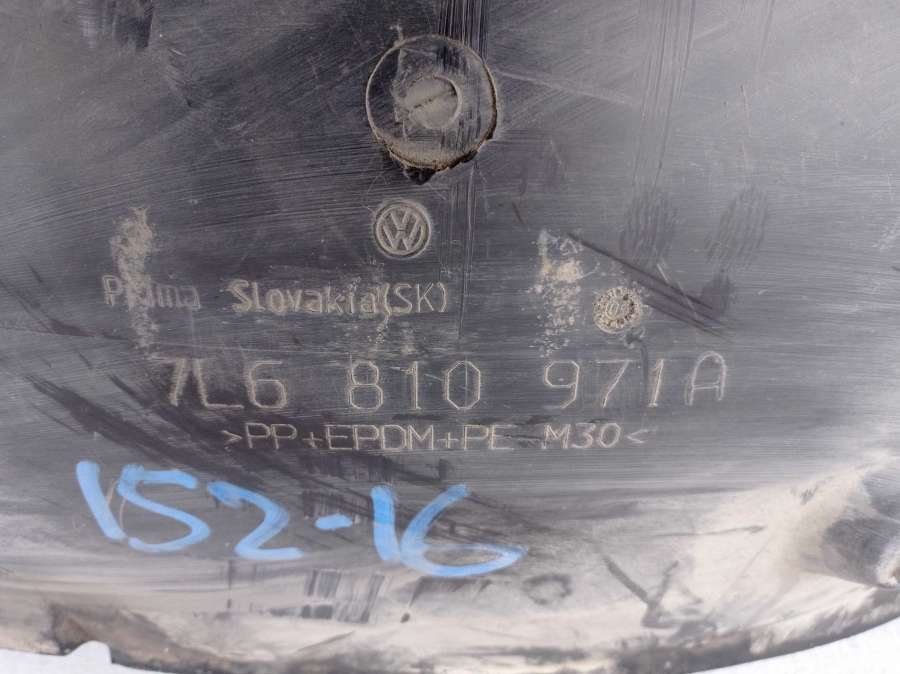 Slovakia(SK)
7L6 810 971A
>PP+EPDM+PE-M30<
152-16